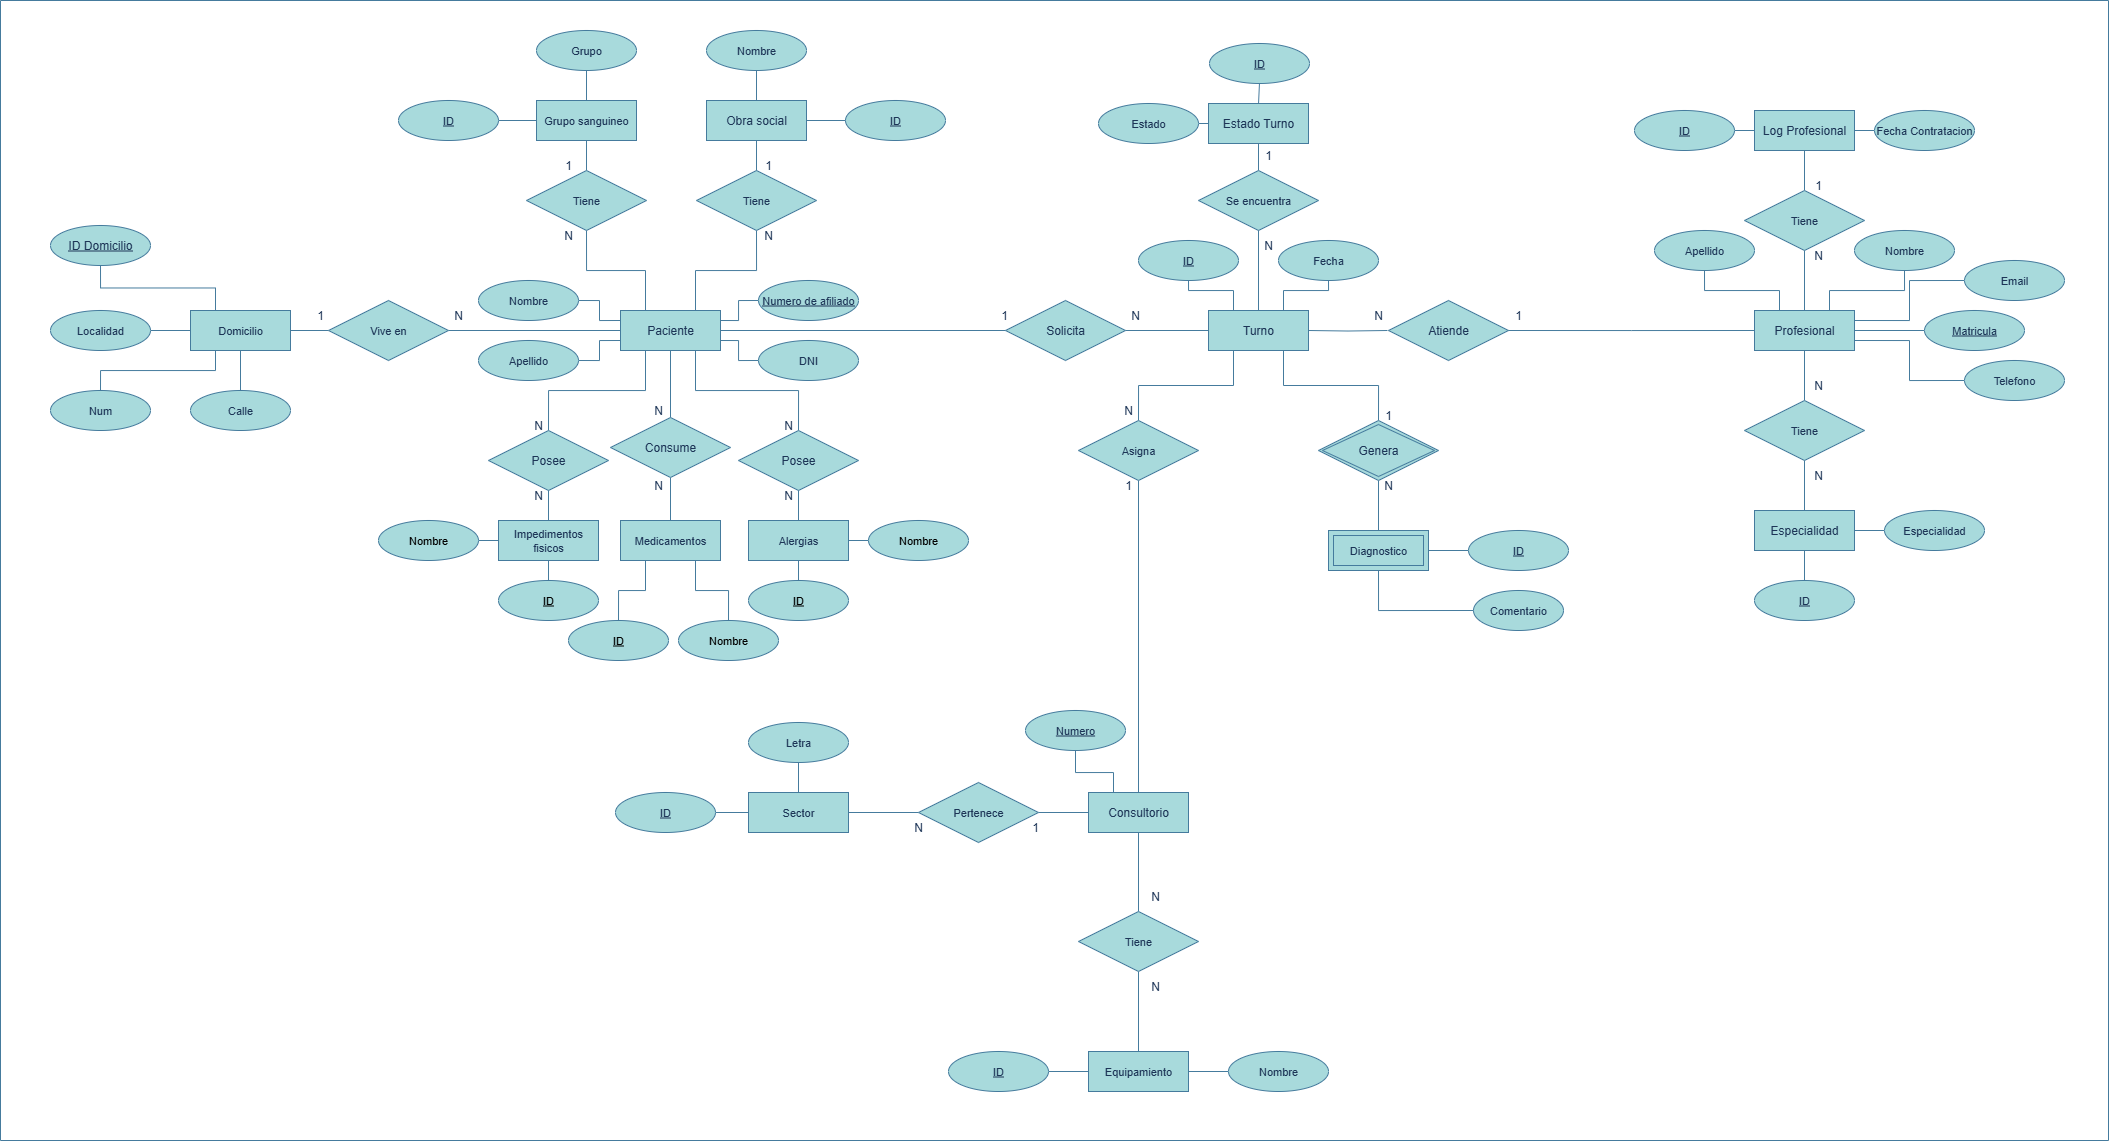 Grupo
Nombre
ID
Estado
ID
Grupo sanguineo
Obra social
ID
Estado Turno
ID
Log Profesional
Fecha Contratacion
1
1
1
1
Tiene
Tiene
Se encuentra
Tiene
N
N
N
N
ID Domicilio
Apellido
Nombre
ID
Fecha
Email
Nombre
Numero de afiliado
Localidad
Domicilio
1
Vive en
N
Paciente
1
Solicita
N
Turno
N
Atiende
1
Profesional
Matricula
Apellido
DNI
Telefono
Num
Calle
N
N
N
N
1
N
Posee
Consume
Posee
Asigna
Genera
Tiene
N
N
N
1
N
N
Nombre
Impedimentos
fisicos
Medicamentos
Alergias
Nombre
Diagnostico
ID
Especialidad
Especialidad
ID
ID
Comentario
ID
ID
Nombre
Numero
Letra
ID
Sector
N
Pertenece
1
Consultorio
N
Tiene
N
ID
Equipamiento
Nombre